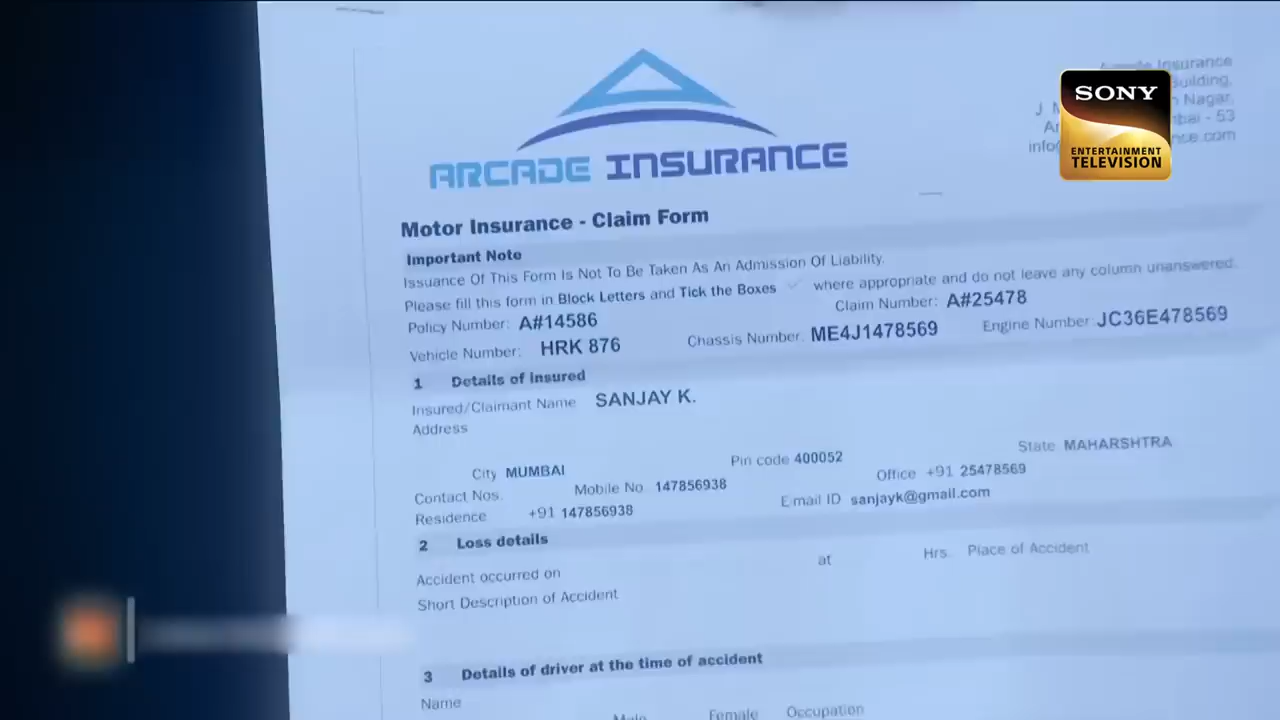 SONY
ENTERTAINMENT
TELEVISION
Insurance
Building,
Nagar,
- 53
ARCADE INSURANCE
Motor Insurance - Claim Form
Important Note
Issuance Of This Form Is Not To Be Taken As An Admission Of Liability.
Please fill this form in Block Letters and Tick the Boxes ✓ where appropriate and do not leave any column unanswered.
Policy Number: A#14586 Claim Number: A#25478
Vehicle Number: HRK 876 Chassis Number: ME4J1478569 Engine Number: JC36E478569
1 Details of insured
Insured/Claimant Name SANJAY K.
Address
City MUMBAI Pin code 400052 State MAHARSHTRA
Contact Nos. Mobile No. 147856938 Office +91 25478569
Residence +91 147856938 E-mail ID sanjayk@gmail.com
2 Loss details
Accident occurred on at Hrs. Place of Accident
Short Description of Accident
3 Details of driver at the time of accident
Name
Male Female Occupation